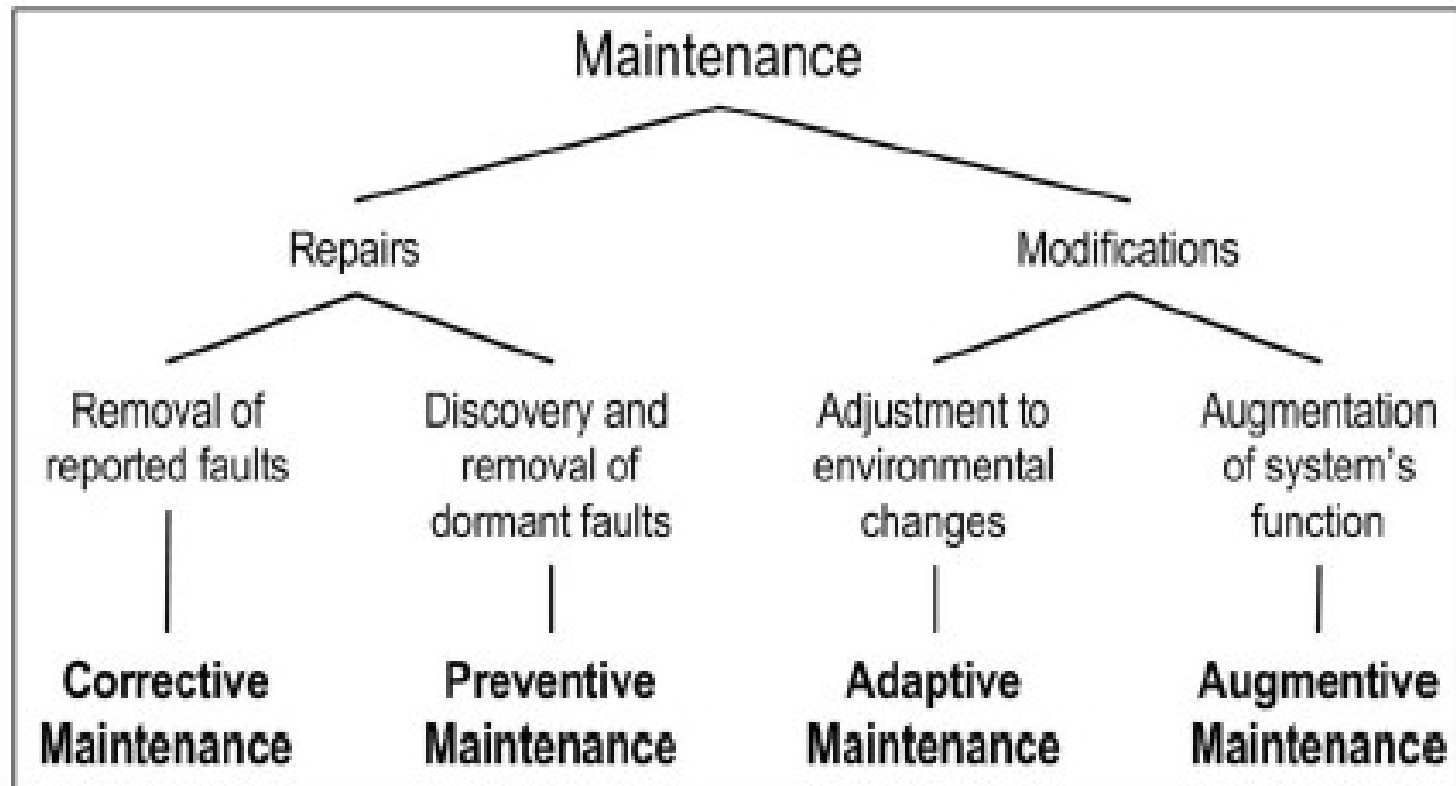 Maintenance
Repairs
Modifications
Removal of
reported faults
Discovery and
removal of
dormant faults
Adjustment to
environmental
changes
Augmentation
of system's
function
Corrective
Maintenance
Preventive
Maintenance
Adaptive
Maintenance
Augmentive
Maintenance